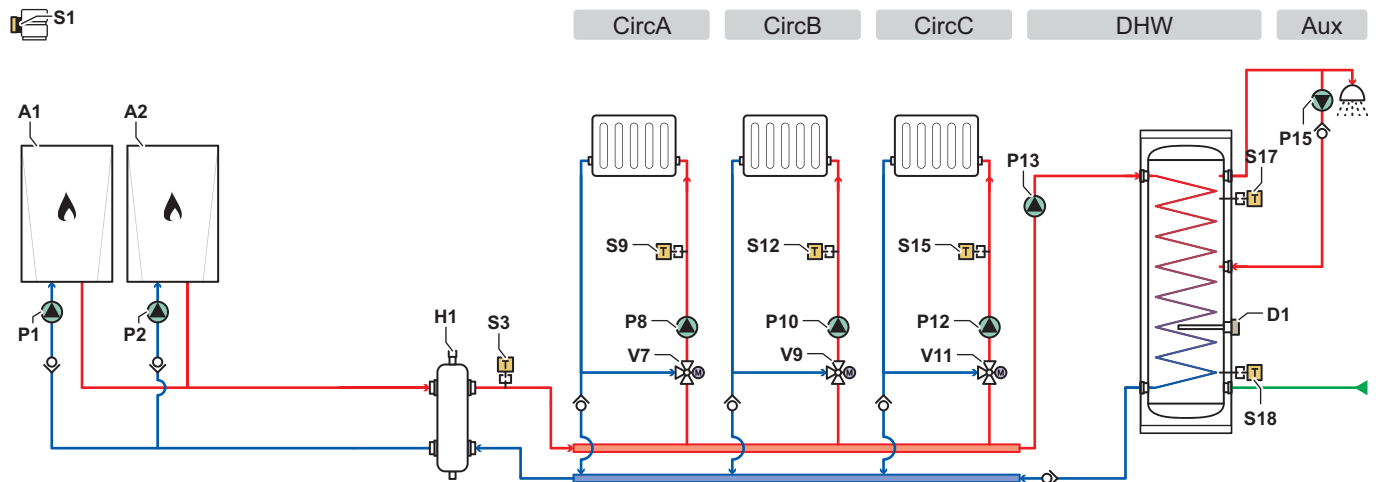 S1
CircA
CircB
CircC
DHW
Aux
A1
A2
P13
P15
S17
S9
T
S12
T
S15
T
T
P1
P2
H1
S3
T
P8
P10
P12
D1
V7
M
V9
M
V11
M
T
S18